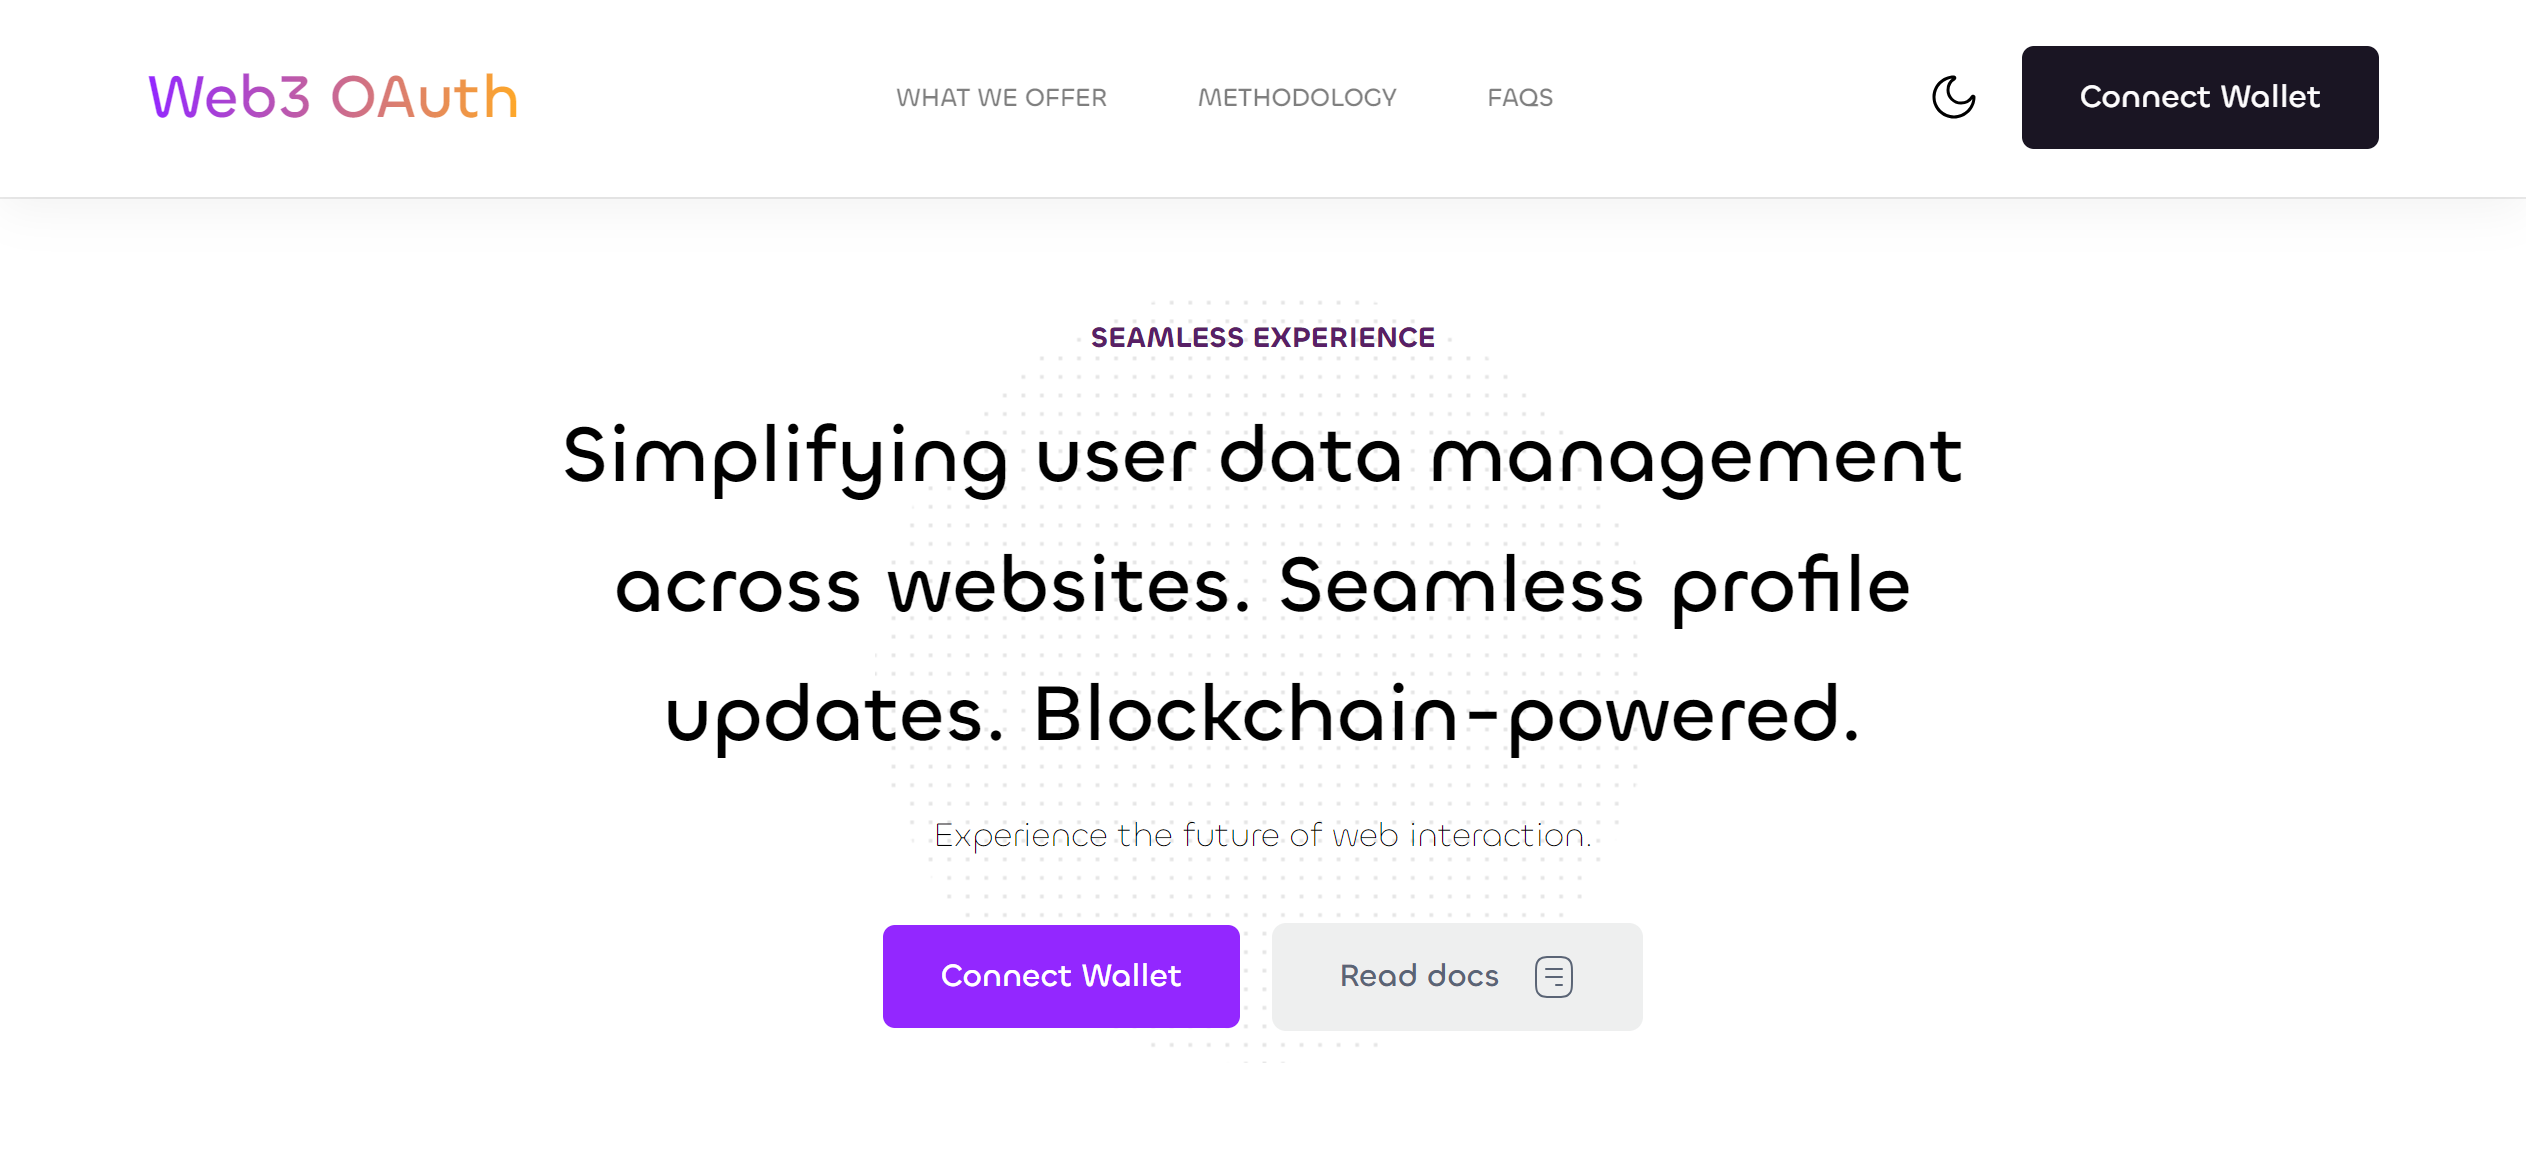 Web3 OAuth
WHAT WE OFFER
METHODOLOGY
FAQS
Connect Wallet
SEAMLESS EXPERIENCE
Simplifying user data management
across websites. Seamless profile
updates. Blockchain-powered.
Experience the future of web interaction.
Connect Wallet
Read docs